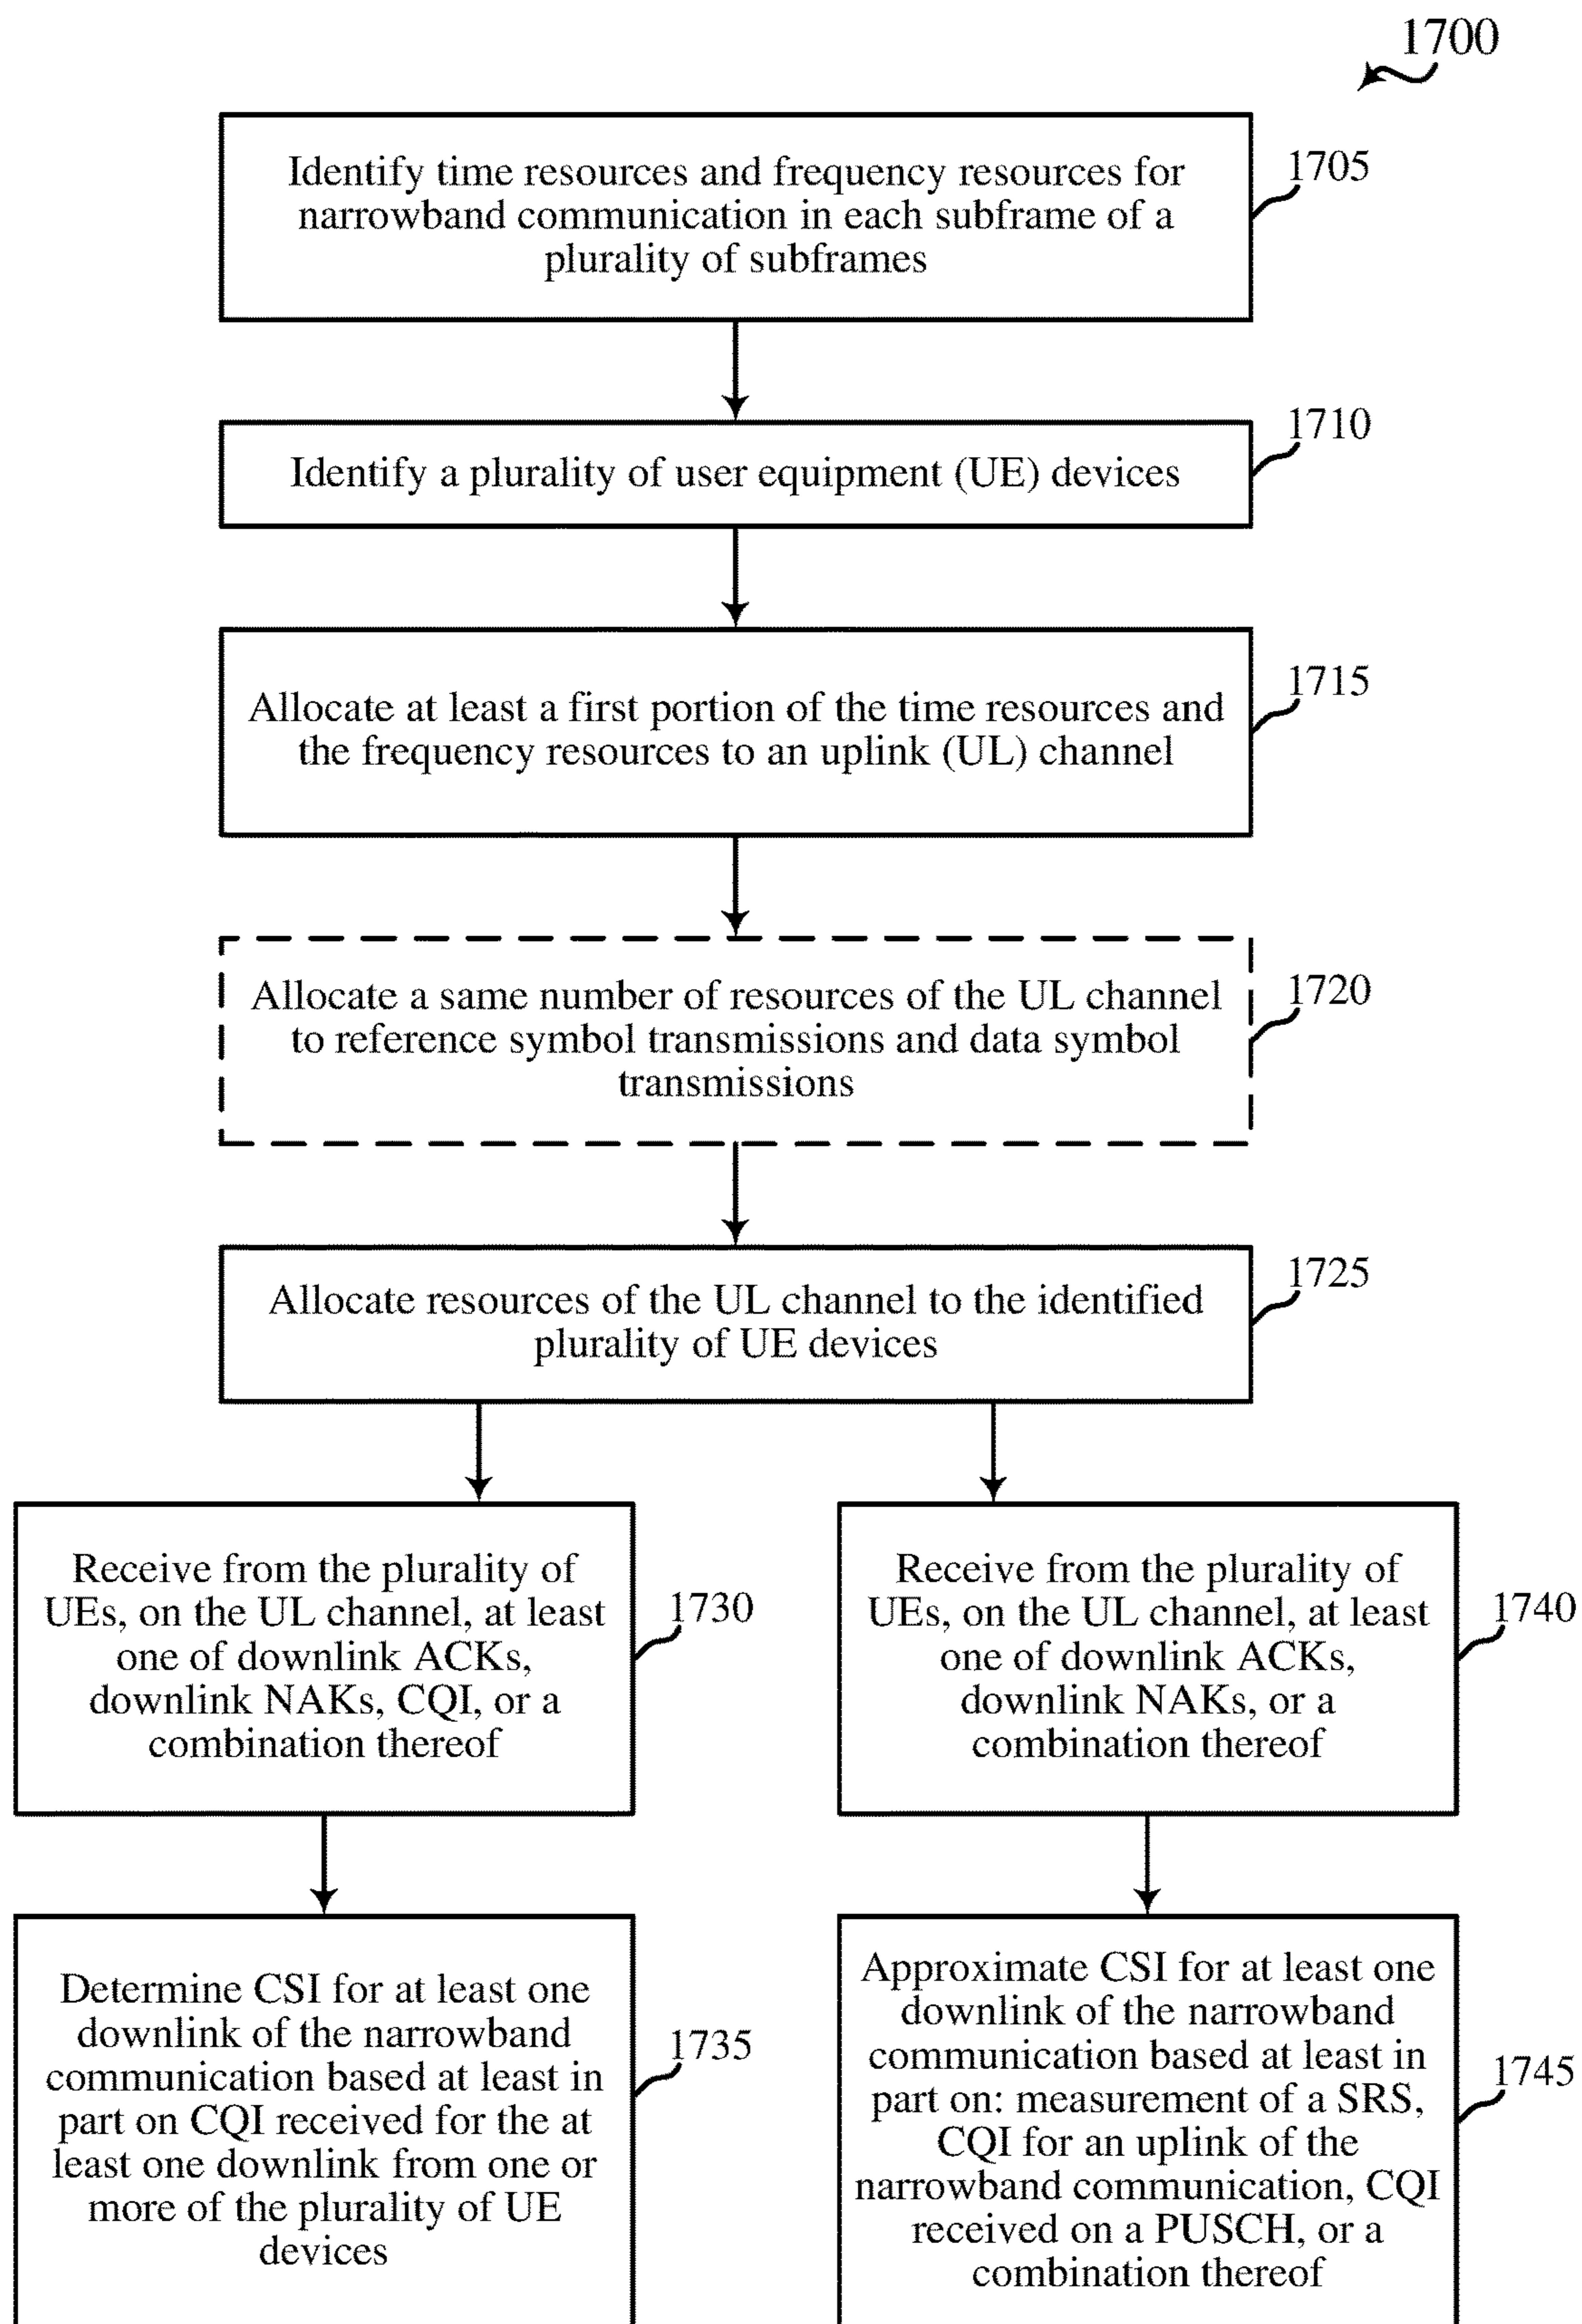 1700
Identify time resources and frequency resources for
narrowband communication in each subframe of a
plurality of subframes
1705
Identify a plurality of user equipment (UE) devices
1710
Allocate at least a first portion of the time resources and
the frequency resources to an uplink (UL) channel
1715
Allocate a same number of resources of the UL channel
to reference symbol transmissions and data symbol
transmissions
1720
Allocate resources of the UL channel to the identified
plurality of UE devices
1725
Receive from the plurality of
UEs, on the UL channel, at least
one of downlink ACKs,
downlink NAKs, CQI, or a
combination thereof
1730
Receive from the plurality of
UEs, on the UL channel, at least
one of downlink ACKs,
downlink NAKs, or a
combination thereof
1740
Determine CSI for at least one
downlink of the narrowband
communication based at least in
part on CQI received for the at
least one downlink from one or
more of the plurality of UE
devices
1735
Approximate CSI for at least one
downlink of the narrowband
communication based at least in
part on: measurement of a SRS,
CQI for an uplink of the
narrowband communication, CQI
received on a PUSCH, or a
combination thereof
1745